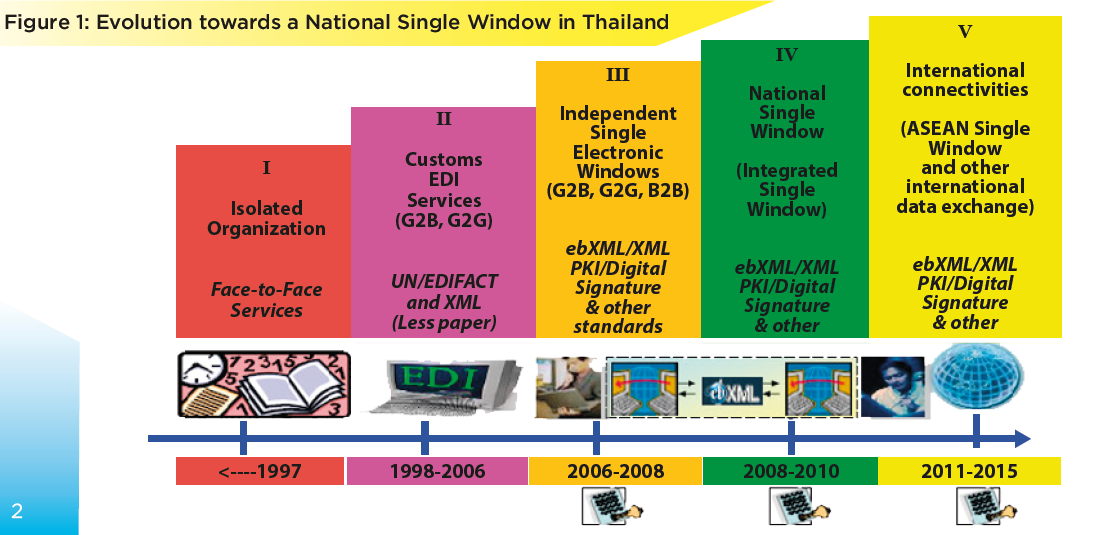 Figure 1: Evolution towards a National Single Window in Thailand
I
Isolated
Organization
Face-to-Face
Services
II
Customs
EDI
Services
(G2B, G2G)
UN/EDIFACT
and XML
(Less paper)
III
Independent
Single
Electronic
Windows
(G2B, G2G, B2B)
ebXML/XML
PKI/Digital
Signature
& other
standards
IV
National
Single
Window
(Integrated
Single
Window)
ebXML/XML
PKI/Digital
Signature
& other
V
International
connectivities
(ASEAN Single
Window
and other
international
data exchange)
ebXML/XML
PKI/Digital
Signature
& other
EDI
ebXML
<----1997
1998-2006
2006-2008
2008-2010
2011-2015
2